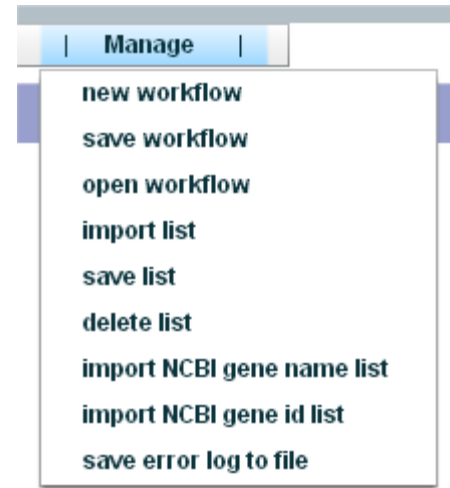 | Manage |
new workflow
save workflow
open workflow
import list
save list
delete list
import NCBI gene name list
import NCBI gene id list
save error log to file